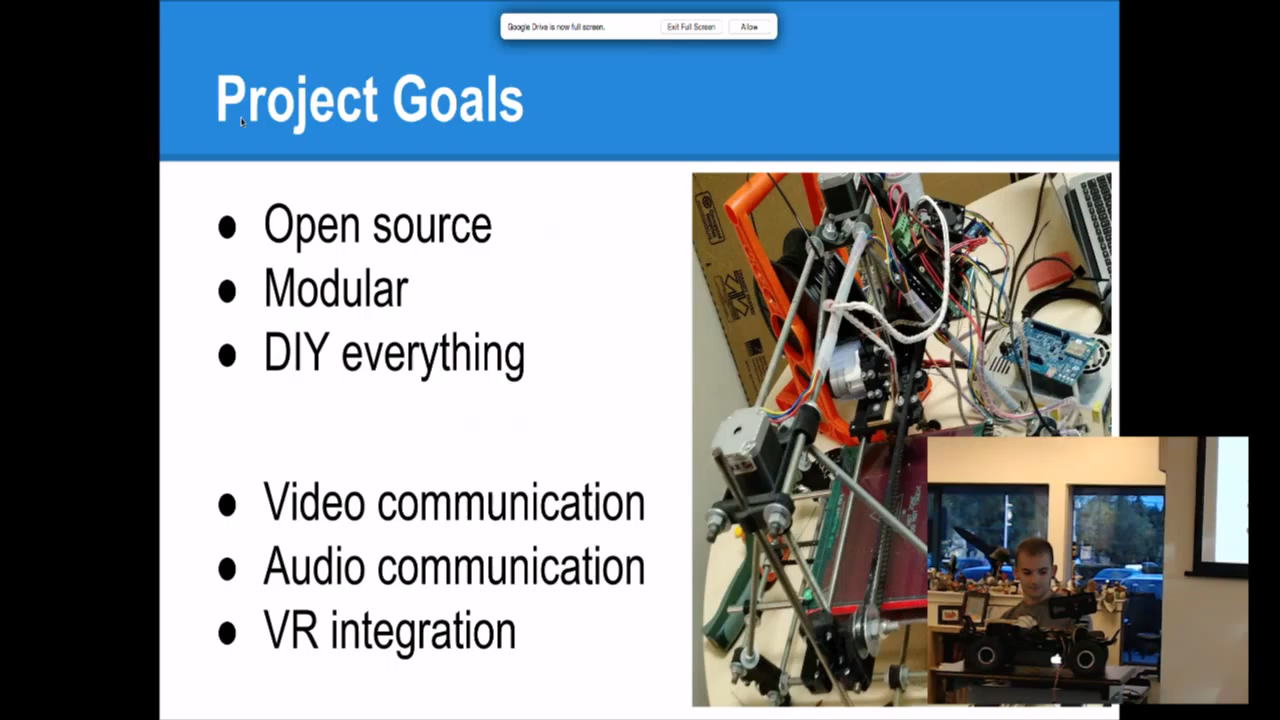 Google Drive is now full screen. Exit Full Screen Allow
Project Goals
● Open source
● Modular
● DIY everything
● Video communication
● Audio communication
● VR integration